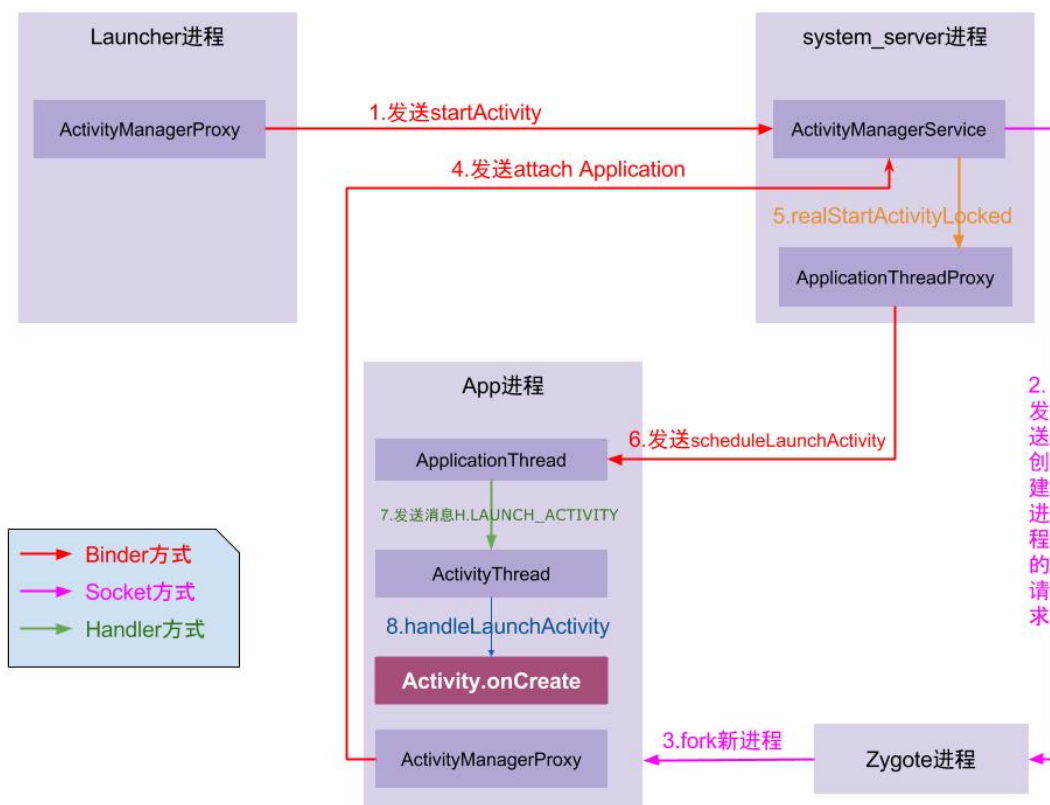 Launcher进程
system_server进程
ActivityManagerProxy
1.发送startActivity
ActivityManagerService
4.发送attach Application
5.realStartActivityLocked
ApplicationThreadProxy
App进程
2.
发
送
创
建
进
程
的
请
求
6.发送scheduleLaunchActivity
ApplicationThread
7.发送消息H.LAUNCH_ACTIVITY
Binder方式
Socket方式
Handler方式
ActivityThread
8.handleLaunchActivity
Activity.onCreate
3.fork新进程
ActivityManagerProxy
Zygote进程